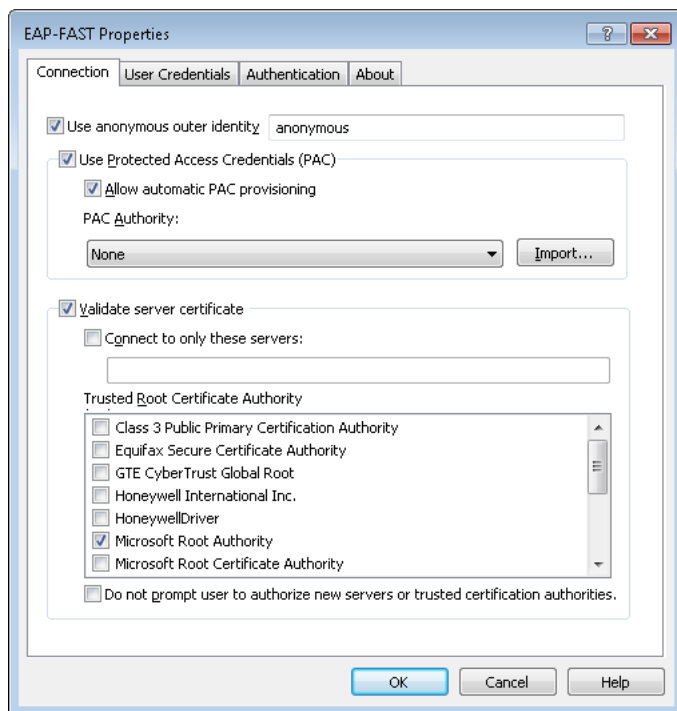 EAP-FAST Properties
Connection
User Credentials
Authentication
About
Use anonymous outer identity
anonymous
Use Protected Access Credentials (PAC)
Allow automatic PAC provisioning
PAC Authority:
None
Import...
Validate server certificate
Connect to only these servers:
Trusted Root Certificate Authority
Class 3 Public Primary Certification Authority
Equifax Secure Certificate Authority
GTE CyberTrust Global Root
Honeywell International Inc.
HoneywellDriver
Microsoft Root Authority
Microsoft Root Certificate Authority
Do not prompt user to authorize new servers or trusted certification authorities.
OK
Cancel
Help